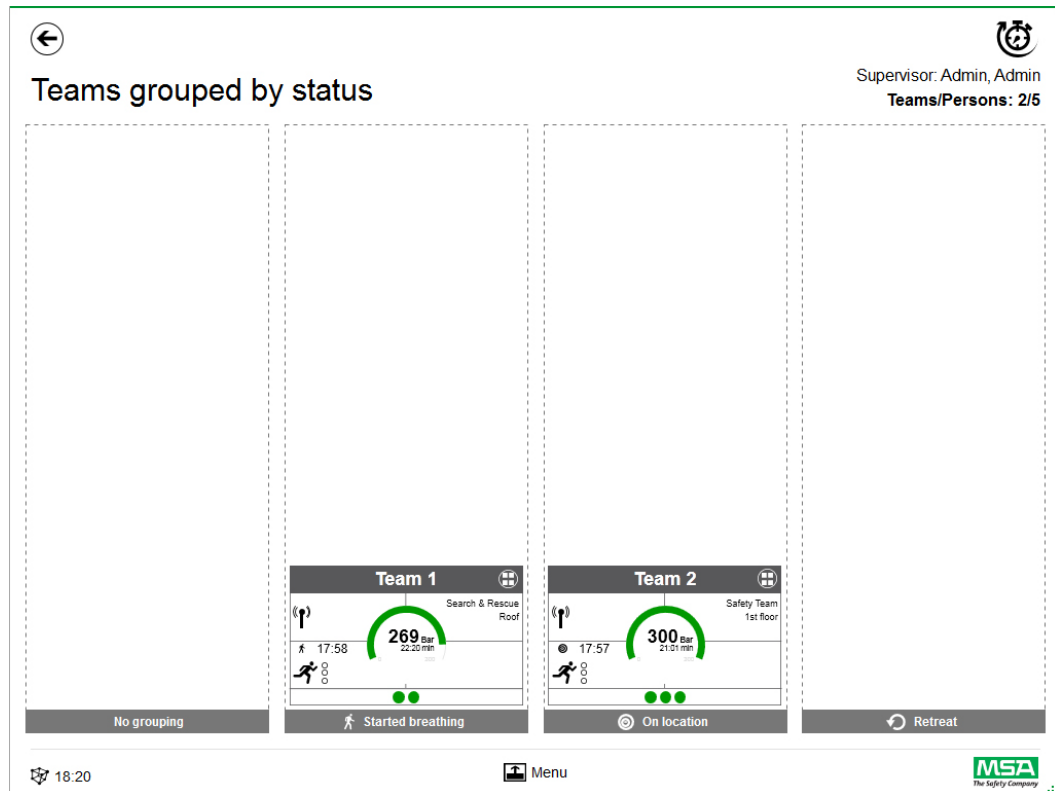 Teams grouped by status
Supervisor: Admin, Admin
Teams/Persons: 2/5
Team 1
Search & Rescue
Roof
269 Bar
22:20 min
17:58
Team 2
Safety Team
1st floor
300 Bar
21:01 min
17:57
No grouping
Started breathing
On location
Retreat
18:20
Menu
MSA
The Safety Company